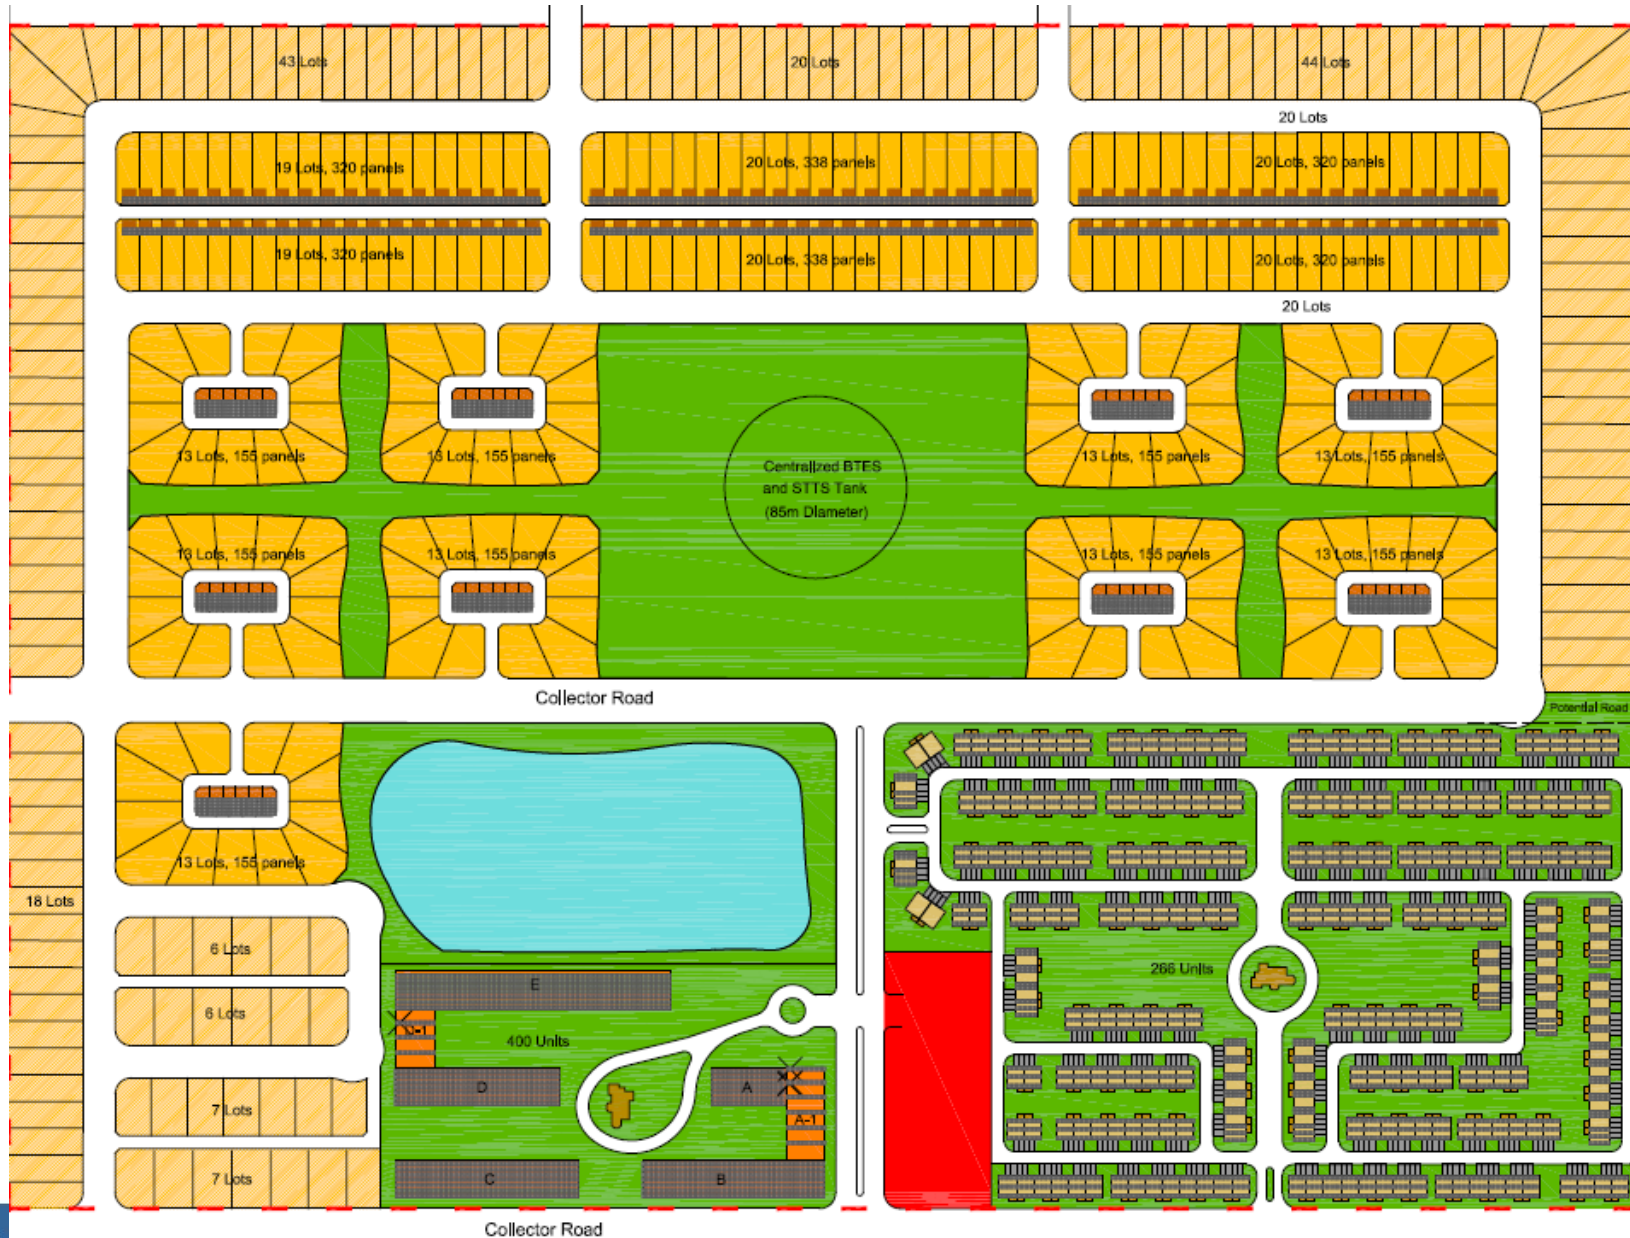 43 Lots
20 Lots
44 Lots
20 Lots
19 Lots, 320 panels
20 Lots, 338 panels
20 Lots, 320 panels
19 Lots, 320 panels
20 Lots, 338 panels
20 Lots, 320 panels
20 Lots
13 Lots, 155 panels
13 Lots, 155 panels
Centralized BTES
and STTS Tank
(85m Diameter)
13 Lots, 155 panels
13 Lots, 155 panels
13 Lots, 155 panels
13 Lots, 155 panels
13 Lots, 155 panels
13 Lots, 155 panels
Collector Road
Potential Road
13 Lots, 155 panels
18 Lots
6 Lots
6 Lots
E
400 Units
266 Units
D
A
A-1
7 Lots
7 Lots
C
B
Collector Road